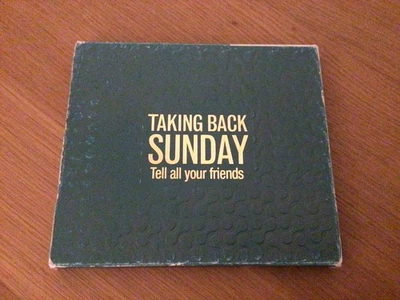 TAKING BACK
SUNDAY
Tell all your friends